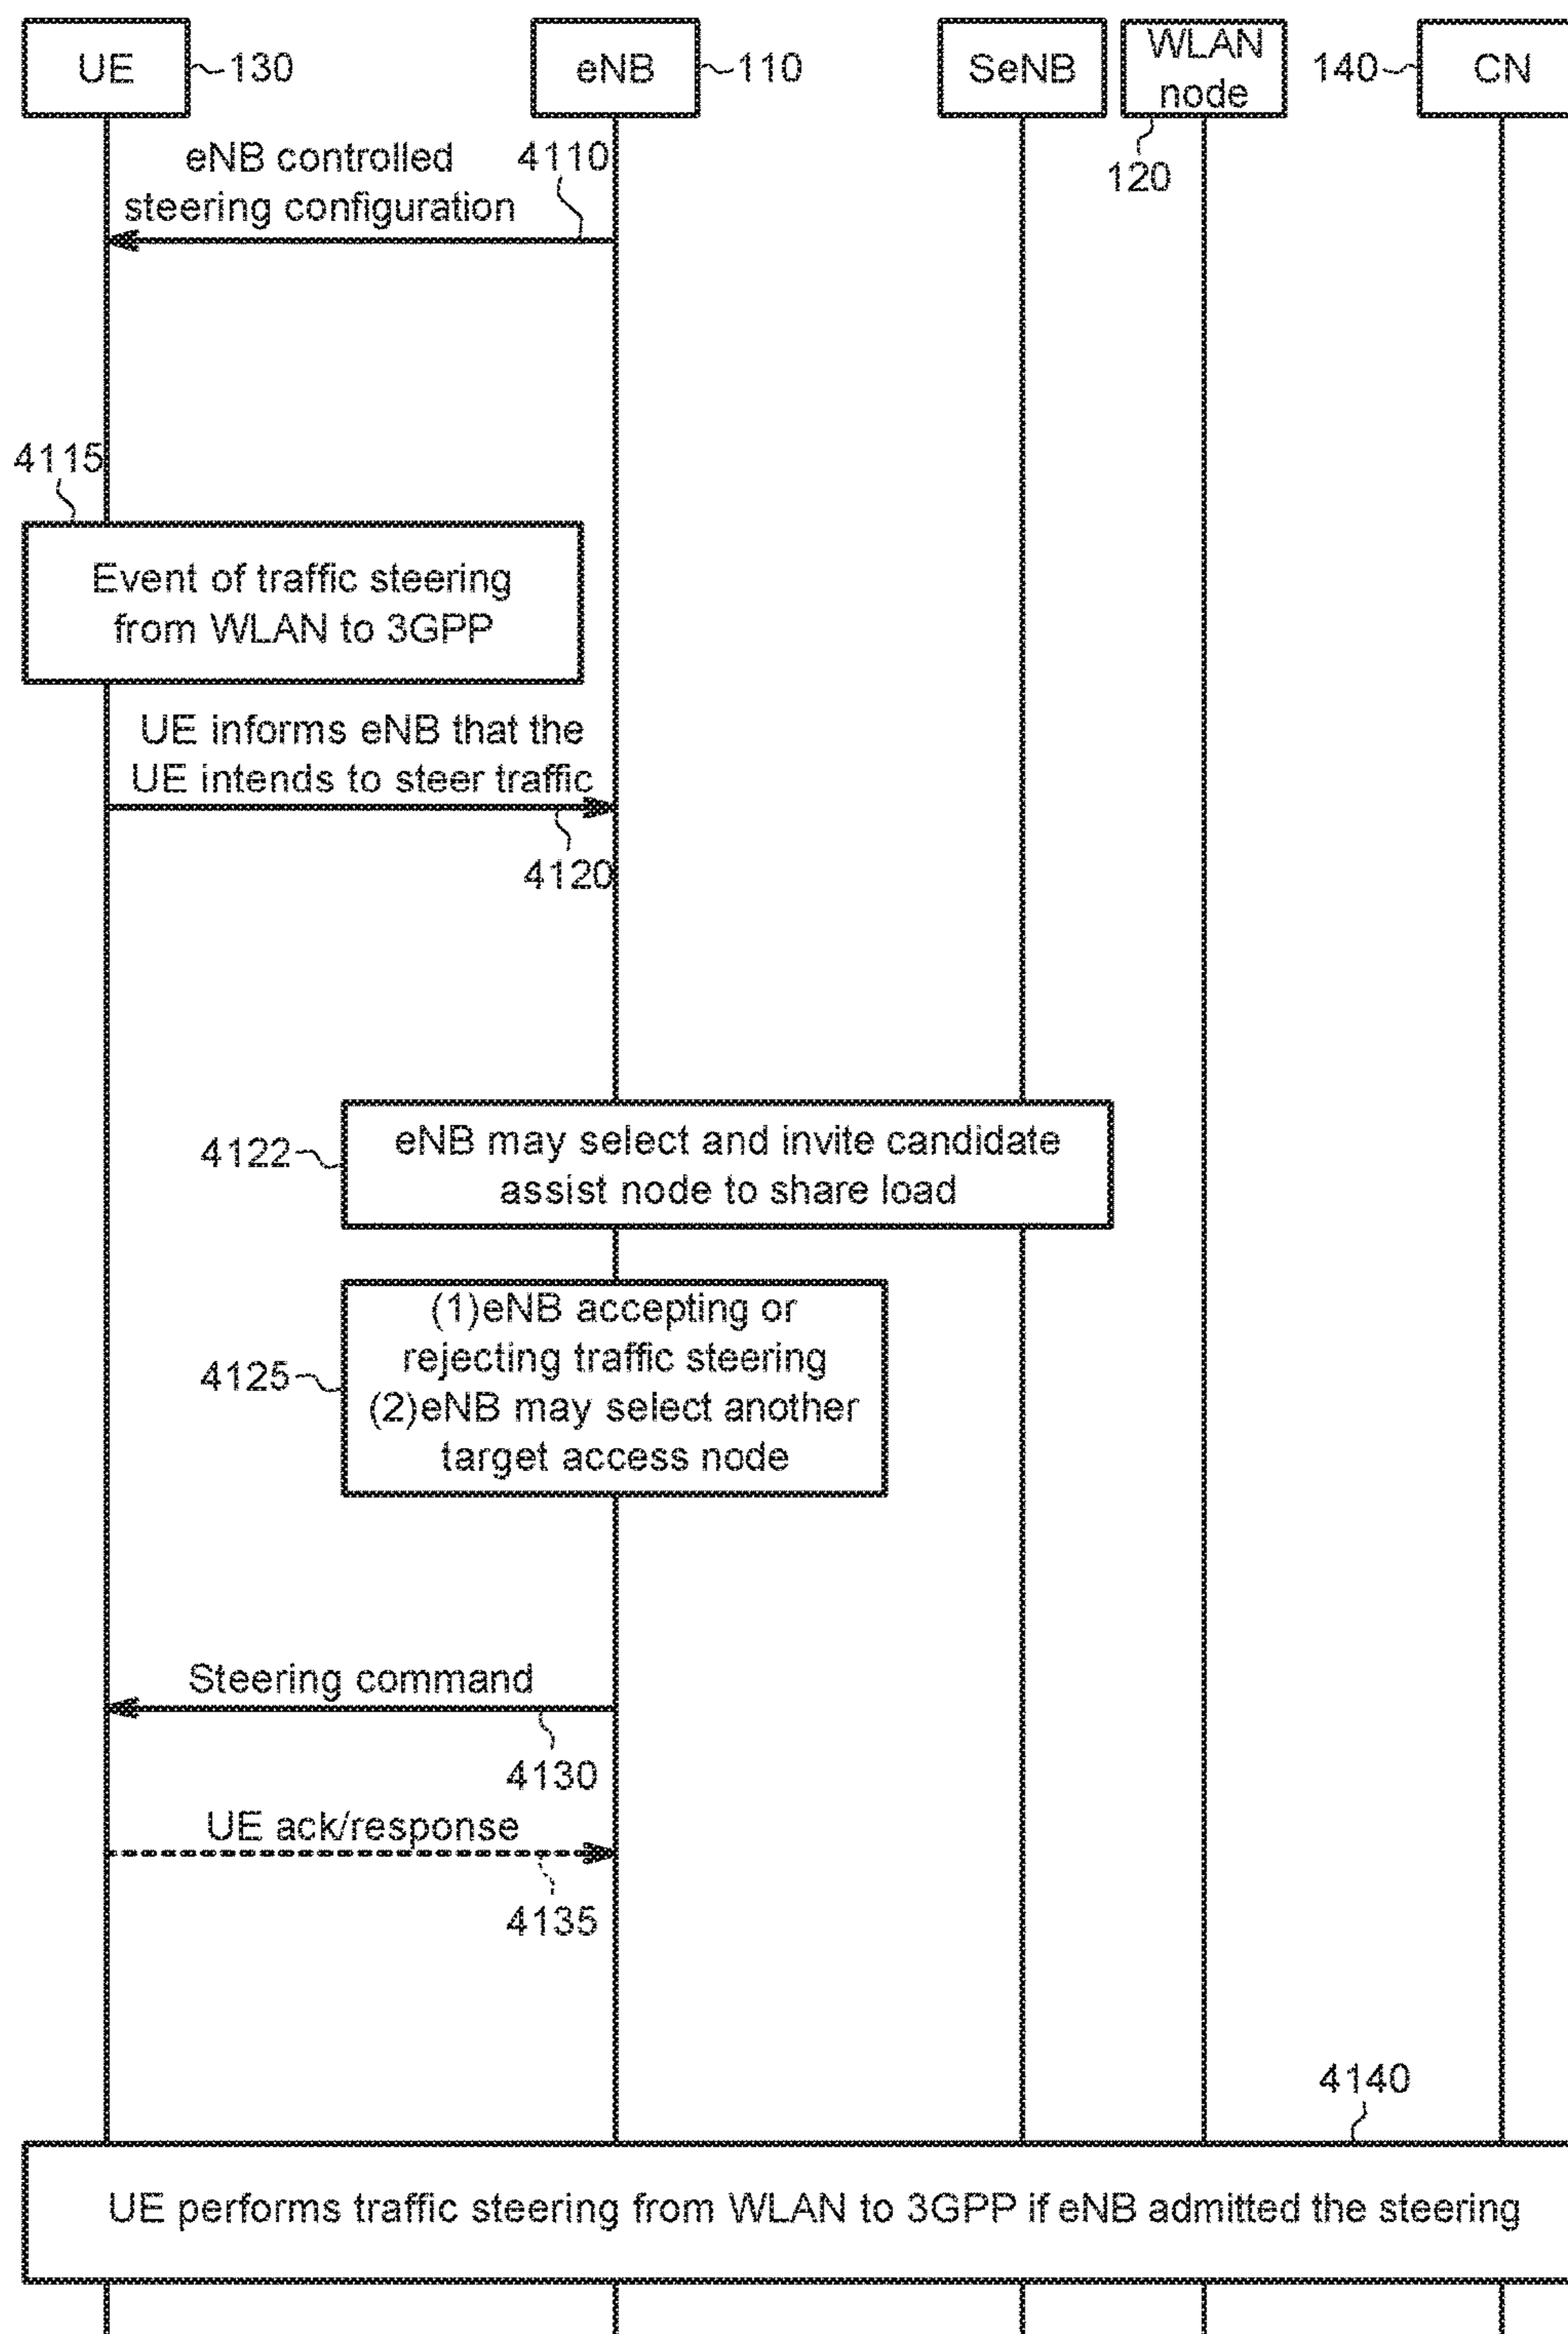 UE
130
eNB
110
SeNB
WLAN
node
120
140
CN
eNB controlled
steering configuration
4110
4115
Event of traffic steering
from WLAN to 3GPP
UE informs eNB that the
UE intends to steer traffic
4120
4122
eNB may select and invite candidate
assist node to share load
4125
(1)eNB accepting or
rejecting traffic steering
(2)eNB may select another
target access node
Steering command
4130
UE ack/response
4135
4140
UE performs traffic steering from WLAN to 3GPP if eNB admitted the steering